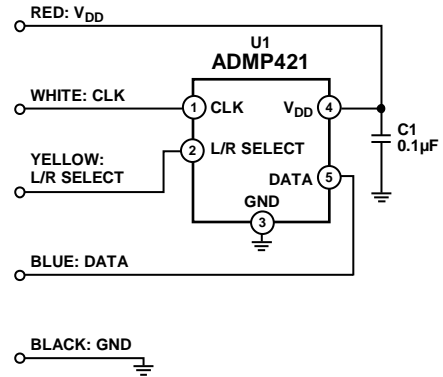 RED: VDD
U1
ADMP421
WHITE: CLK
1 CLK
VDD 4
C1
0.1µF
YELLOW:
L/R SELECT
2 L/R SELECT
DATA 5
GND
3
BLUE: DATA
BLACK: GND